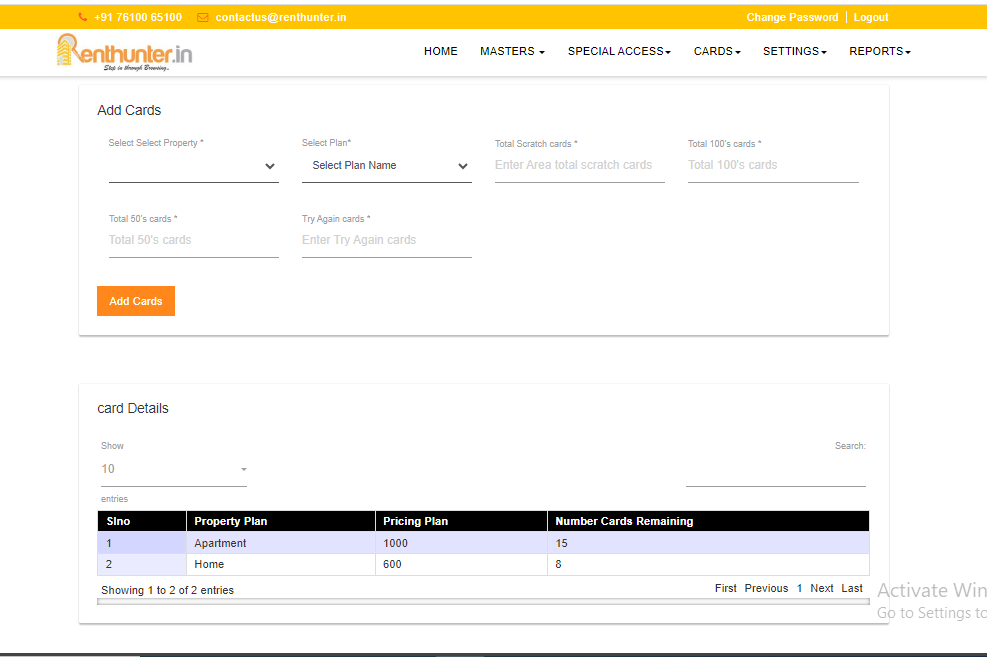 +91 76100 65100 contactus@renthunter.in Change Password | Logout
Renthunter.in
Step in through Browsing..
HOME MASTERS SPECIAL ACCESS CARDS SETTINGS REPORTS
Add Cards
Select Select Property * Select Plan* Total Scratch cards * Total 100's cards *
Select Plan Name Enter Area total scratch cards Total 100's cards
Total 50's cards * Try Again cards *
Total 50's cards Enter Try Again cards
Add Cards
card Details
Show Search:
10
entries
Slno Property Plan Pricing Plan Number Cards Remaining
1 Apartment 1000 15
2 Home 600 8
Showing 1 to 2 of 2 entries First Previous 1 Next Last
Activate Win
Go to Settings to